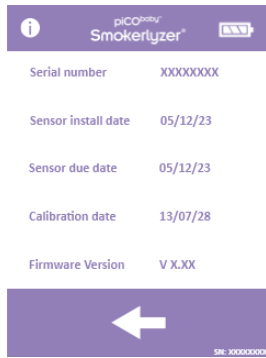 i
piCObaby™
Smokerlyzer®
Serial number XXXXXXXX
Sensor install date 05/12/23
Sensor due date 05/12/23
Calibration date 13/07/28
Firmware Version V X.XX
SN: XXXXXXXX